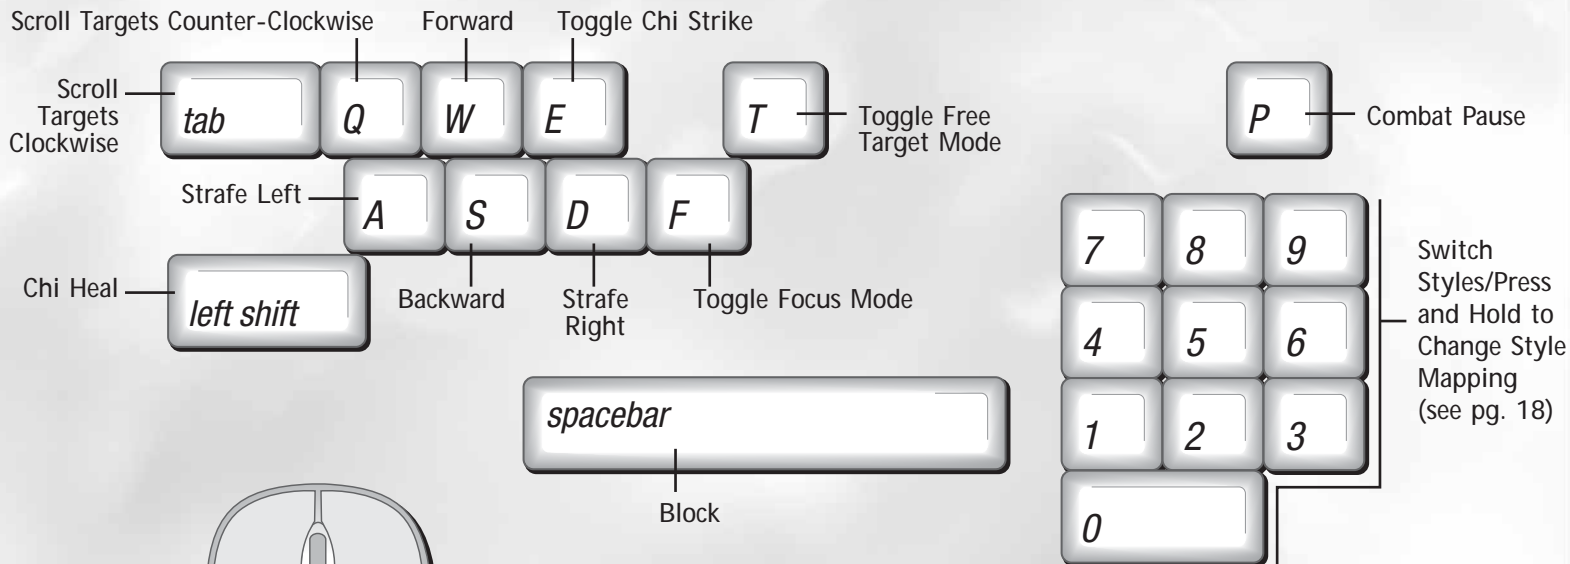 Scroll Targets Counter-Clockwise
Forward
Toggle Chi Strike
Scroll
Targets
Clockwise
tab
Q
W
E
T
Toggle Free
Target Mode
P
Combat Pause
Strafe Left
A
S
D
F
Chi Heal
left shift
Backward
Strafe
Right
Toggle Focus Mode
7
8
9
4
5
6
1
2
3
0
Switch
Styles/Press
and Hold to
Change Style
Mapping
(see pg. 18)
spacebar
Block